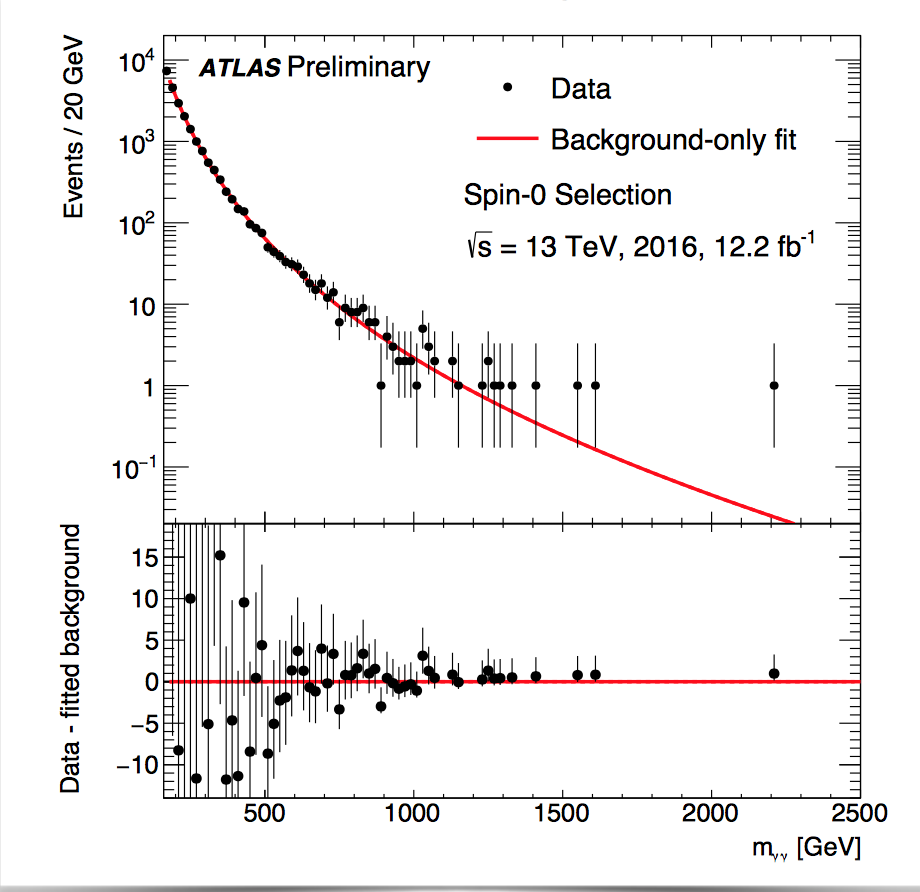 ATLAS Preliminary
Data
Background-only fit
Spin-0 Selection
√s = 13 TeV, 2016, 12.2 fb⁻¹
Events / 20 GeV
10⁴
10³
10²
10
1
10⁻¹
Data - fitted background
15
10
5
0
−5
−10
500 1000 1500 2000 2500
mγγ [GeV]